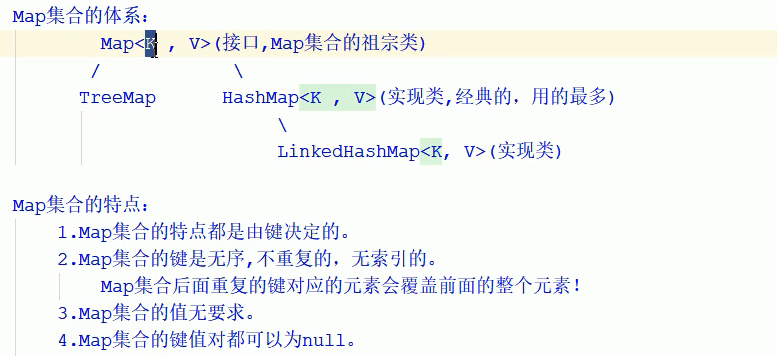 Map集合的体系：
Map<K , V>(接口,Map集合的祖宗类)
/ \
TreeMap HashMap<K , V>(实现类,经典的，用的最多)
\
LinkedHashMap<K, V>(实现类)
Map集合的特点：
1.Map集合的特点都是由键决定的。
2.Map集合的键是无序,不重复的，无索引的。
Map集合后面重复的键对应的元素会覆盖前面的整个元素！
3.Map集合的值无要求。
4.Map集合的键值对都可以为null。